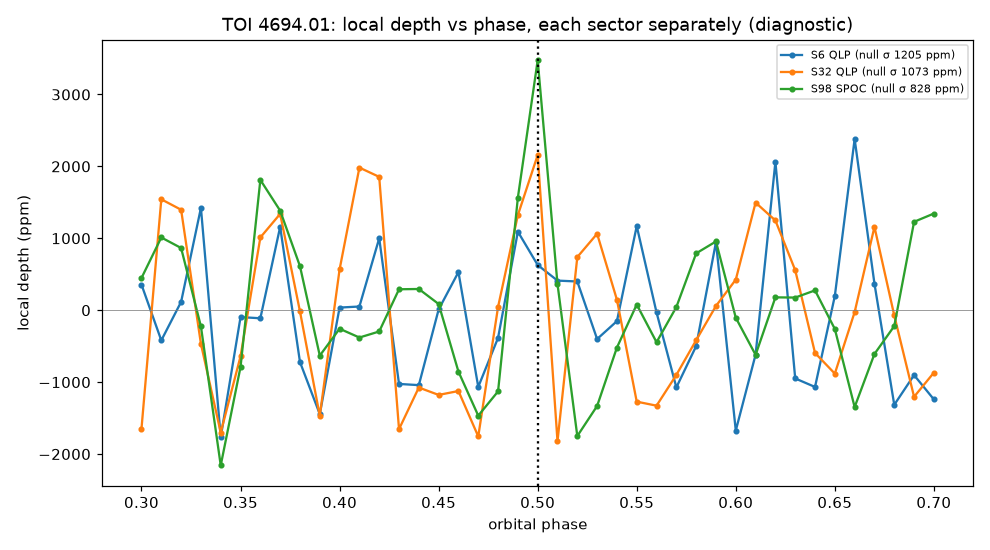 TOI 4694.01: local depth vs phase, each sector separately (diagnostic)
S6 QLP (null σ 1205 ppm)
S32 QLP (null σ 1073 ppm)
S98 SPOC (null σ 828 ppm)
local depth (ppm)
3000
2000
1000
0
−1000
−2000
0.30 0.35 0.40 0.45 0.50 0.55 0.60 0.65 0.70
orbital phase